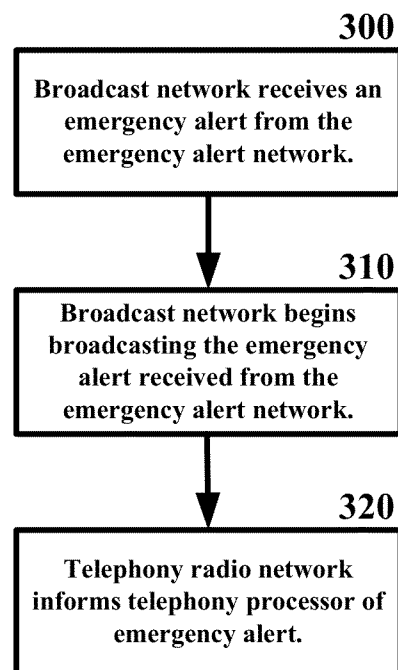 300
Broadcast network receives an
emergency alert from the
emergency alert network.
310
Broadcast network begins
broadcasting the emergency
alert received from the
emergency alert network.
320
Telephony radio network
informs telephony processor of
emergency alert.